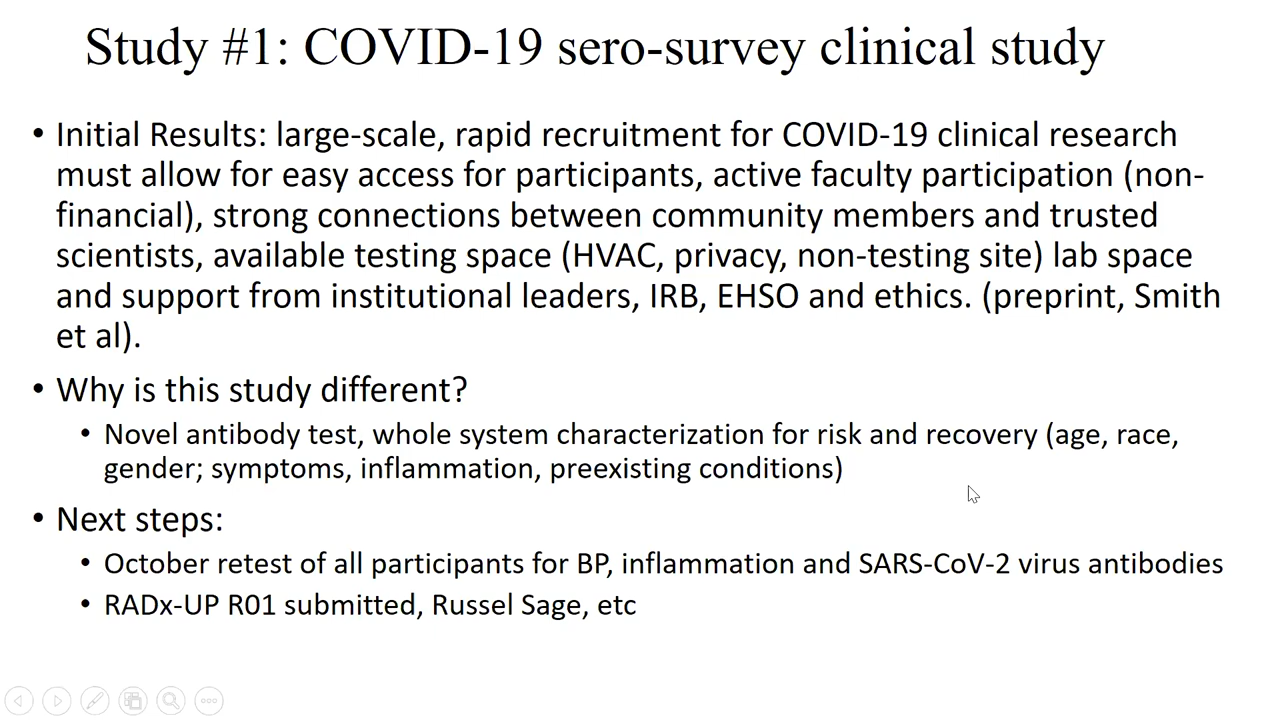 Study #1: COVID-19 sero-survey clinical study
• Initial Results: large-scale, rapid recruitment for COVID-19 clinical research
must allow for easy access for participants, active faculty participation (non-
financial), strong connections between community members and trusted
scientists, available testing space (HVAC, privacy, non-testing site) lab space
and support from institutional leaders, IRB, EHSO and ethics. (preprint, Smith
et al).
• Why is this study different?
• Novel antibody test, whole system characterization for risk and recovery (age, race,
gender; symptoms, inflammation, preexisting conditions)
• Next steps:
• October retest of all participants for BP, inflammation and SARS-CoV-2 virus antibodies
• RADx-UP R01 submitted, Russel Sage, etc